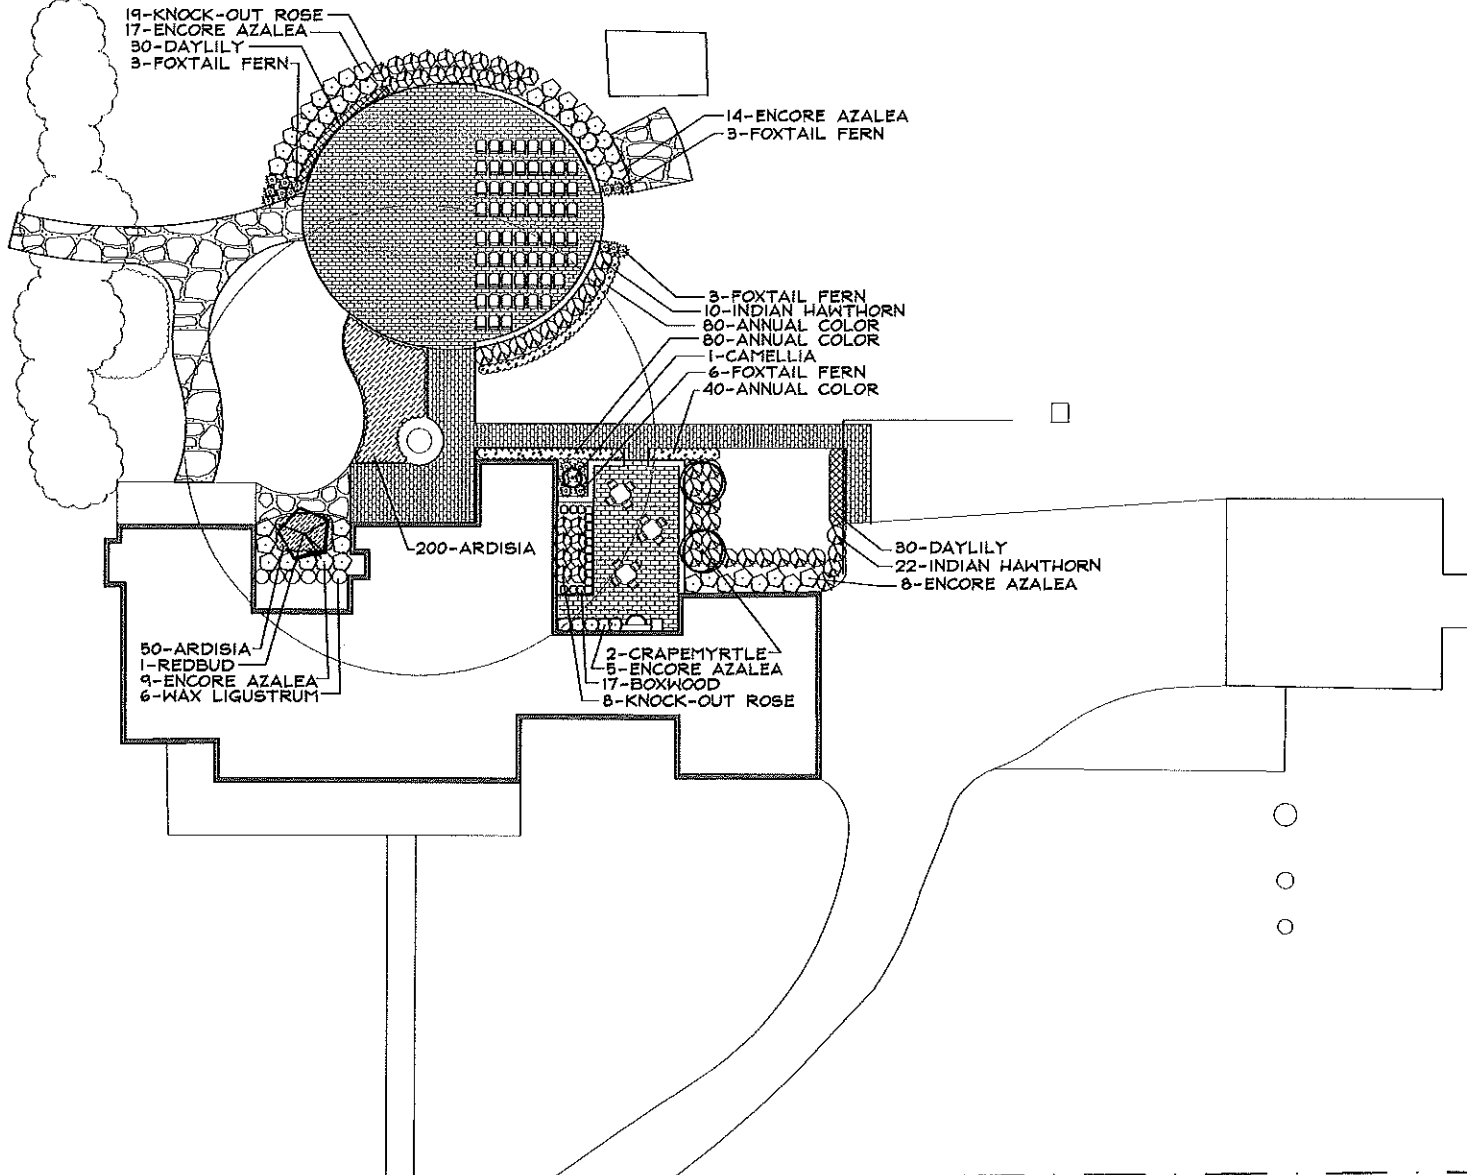 19-KNOCK-OUT ROSE
17-ENCORE AZALEA
30-DAYLILY
3-FOXTAIL FERN
14-ENCORE AZALEA
3-FOXTAIL FERN
3-FOXTAIL FERN
10-INDIAN HAWTHORN
80-ANNUAL COLOR
80-ANNUAL COLOR
1-CAMELLIA
6-FOXTAIL FERN
40-ANNUAL COLOR
200-ARDISIA
30-DAYLILY
22-INDIAN HAWTHORN
8-ENCORE AZALEA
50-ARDISIA
1-REDBUD
9-ENCORE AZALEA
6-WAX LIGUSTRUM
2-CRAPEMYRTLE
5-ENCORE AZALEA
17-BOXWOOD
8-KNOCK-OUT ROSE